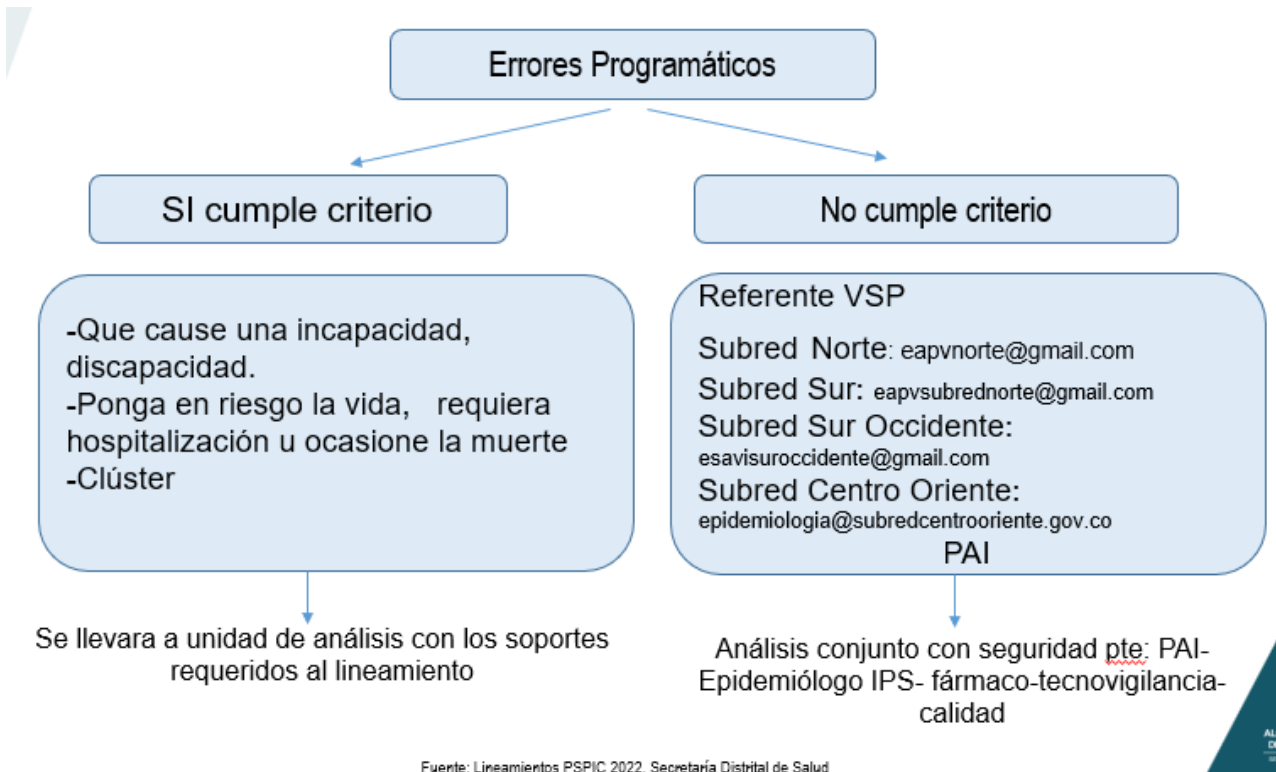 Errores Programáticos
SI cumple criterio
No cumple criterio
-Que cause una incapacidad,
discapacidad.
-Ponga en riesgo la vida, requiera
hospitalización u ocasione la muerte
-Clúster
Referente VSP
Subred Norte: eapvnorte@gmail.com
Subred Sur: eapvsubrednorte@gmail.com
Subred Sur Occidente:
esavisuroccidente@gmail.com
Subred Centro Oriente:
epidemiologia@subredcentrooriente.gov.co
PAI
Se llevara a unidad de análisis con los soportes
requeridos al lineamiento
Análisis conjunto con seguridad pte: PAI-
Epidemiólogo IPS- fármaco-tecnovigilancia-
calidad
Fuente: Lineamientos PSPIC 2022. Secretaría Distrital de Salud